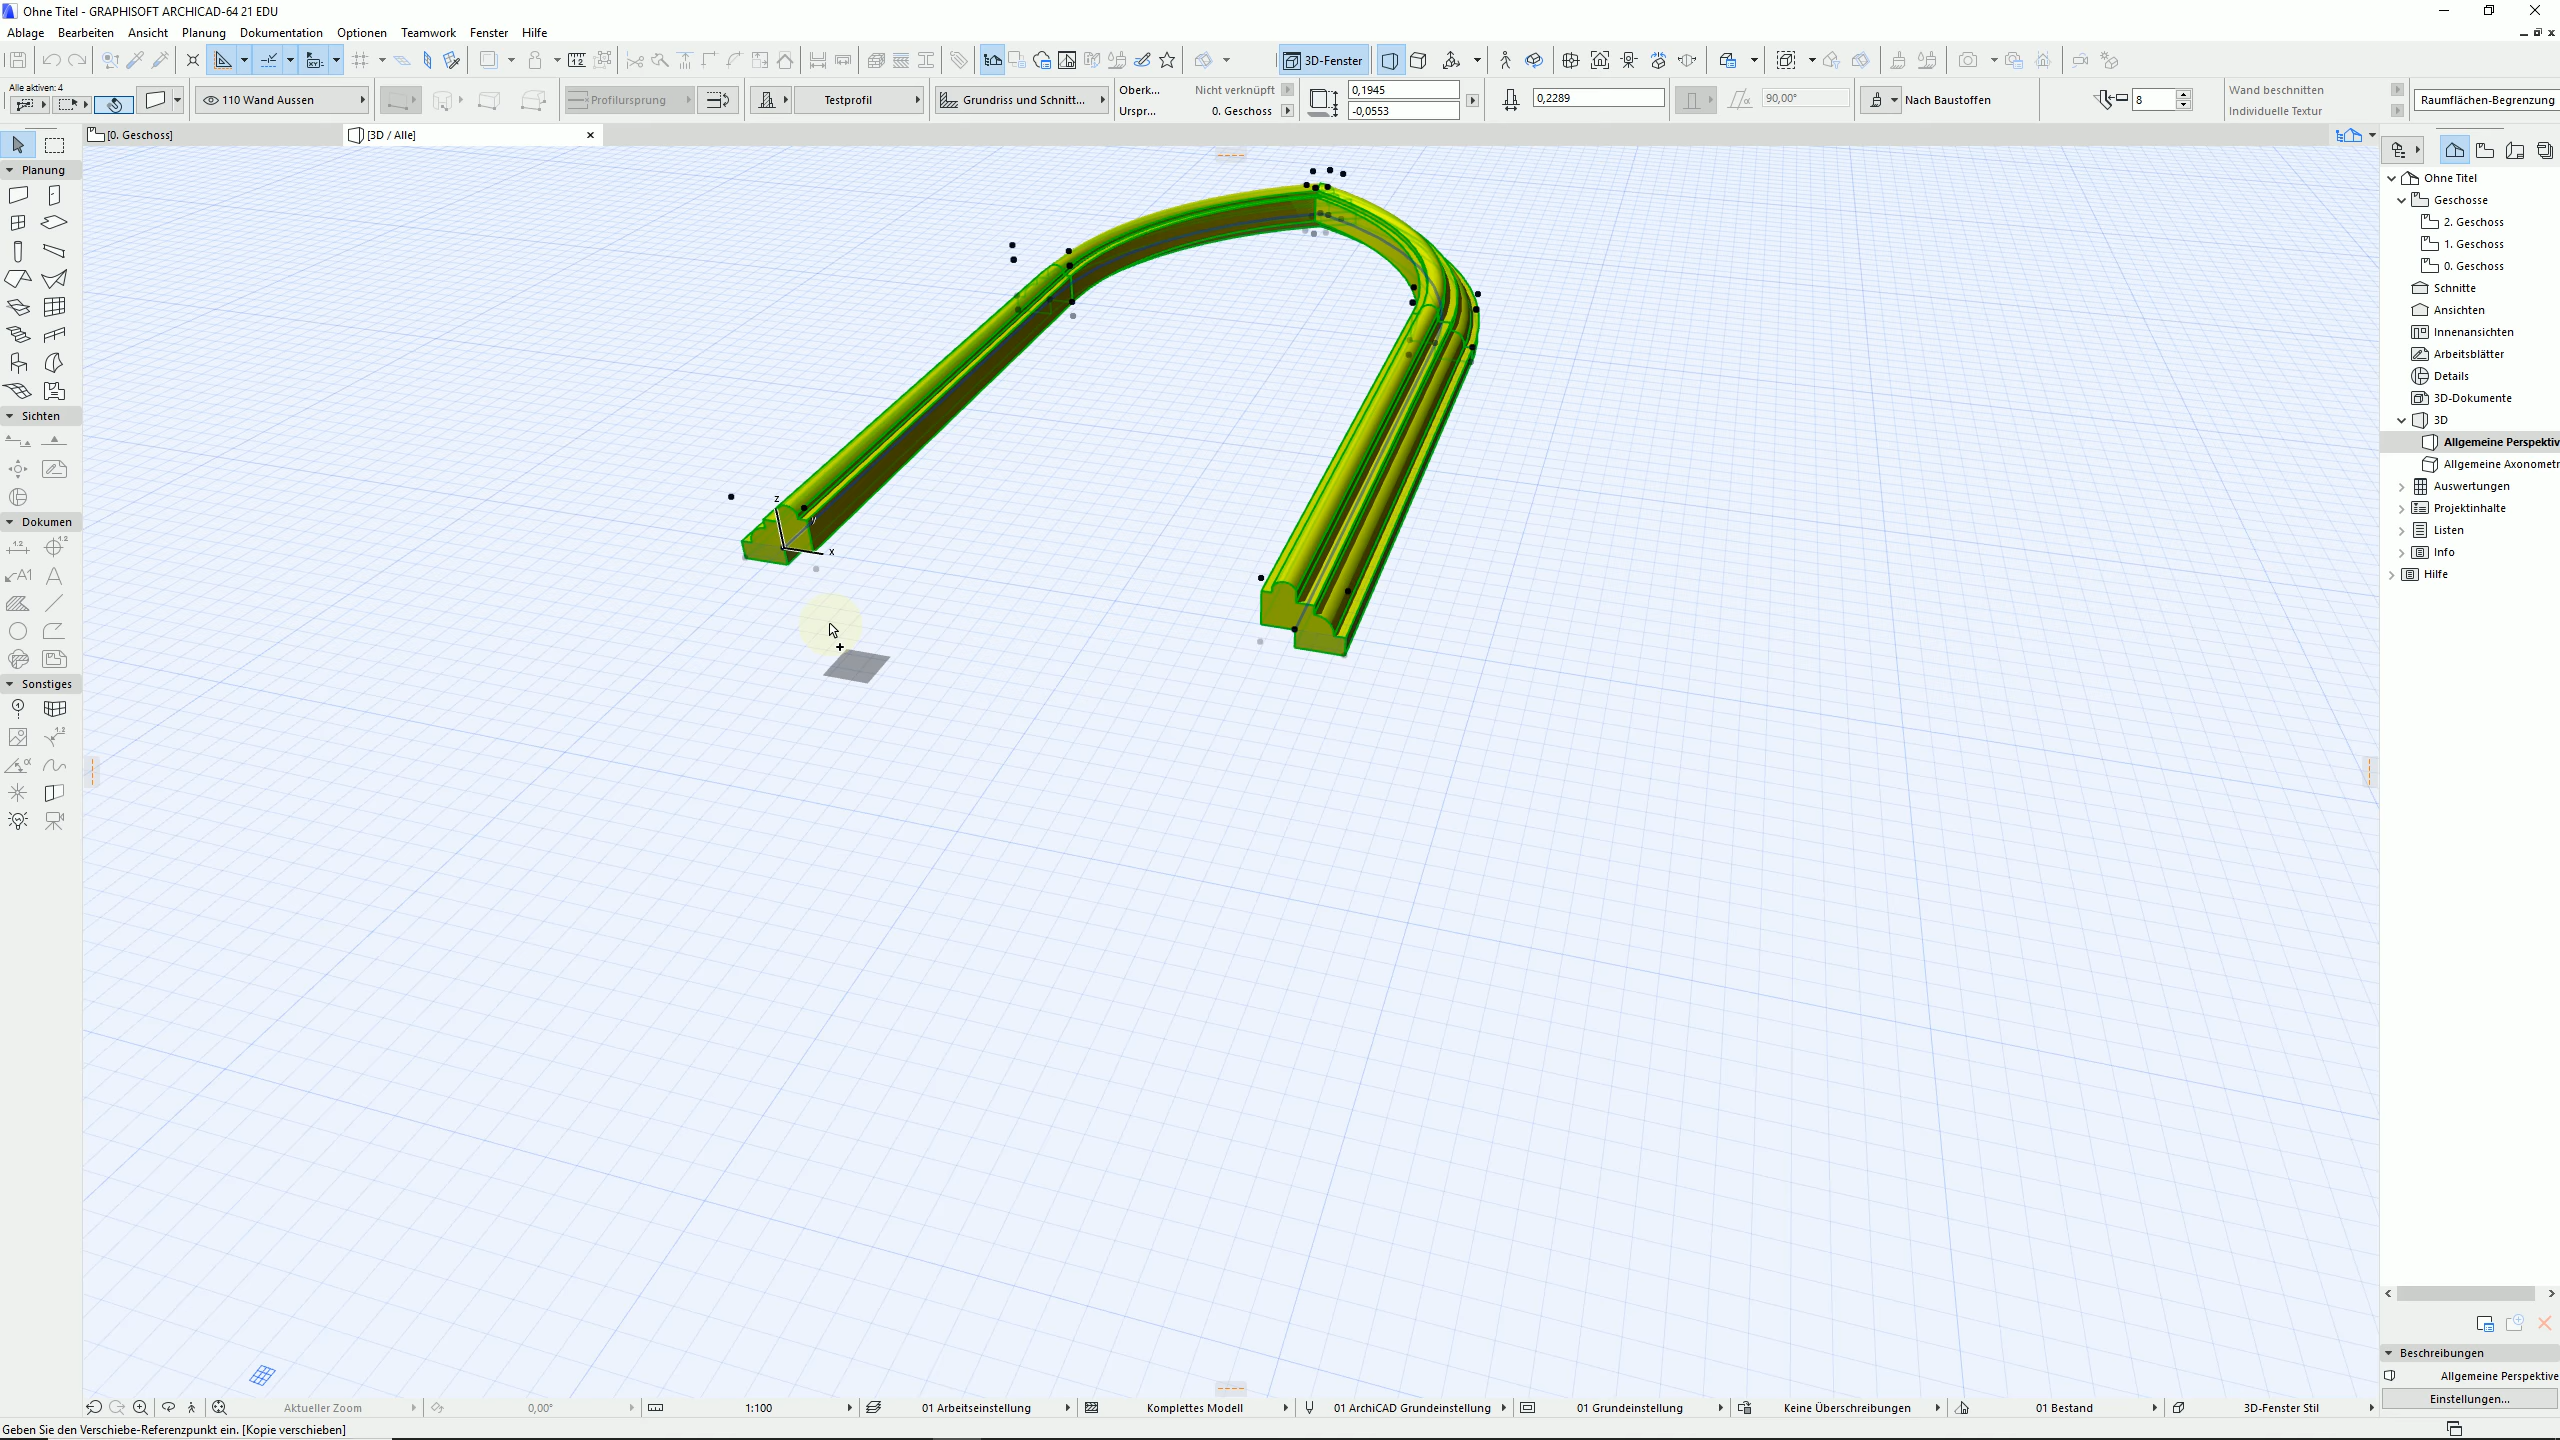 Ohne Titel - GRAPHISOFT ARCHICAD-64 21 EDU
Ablage Bearbeiten Ansicht Planung Dokumentation Optionen Teamwork Fenster Hilfe
3D-Fenster
Alle aktiven: 4
110 Wand Aussen
Profilursprung
Testprofil
Grundriss und Schnitt...
Oberk... Nicht verknüpft
Urspr... 0. Geschoss
0,1945
-0,0553
0,2289
90,00°
Nach Baustoffen
8
Wand beschnitten
Individuelle Textur
Raumflächen-Begrenzung
[0. Geschoss]
[3D / Alle]
Planung
Sichten
Dokumen
Sonstiges
z
x
Ohne Titel
Geschosse
2. Geschoss
1. Geschoss
0. Geschoss
Schnitte
Ansichten
Innenansichten
Arbeitsblätter
Details
3D-Dokumente
3D
Allgemeine Perspektiv
Allgemeine Axonometr
Auswertungen
Projektinhalte
Listen
Info
Hilfe
Beschreibungen
Allgemeine Perspektive
Einstellungen...
Aktueller Zoom
0,00°
1:100
01 Arbeitseinstellung
Komplettes Modell
01 ArchiCAD Grundeinstellung
01 Grundeinstellung
Keine Überschreibungen
01 Bestand
3D-Fenster Stil
Geben Sie den Verschiebe-Referenzpunkt ein. [Kopie verschieben]